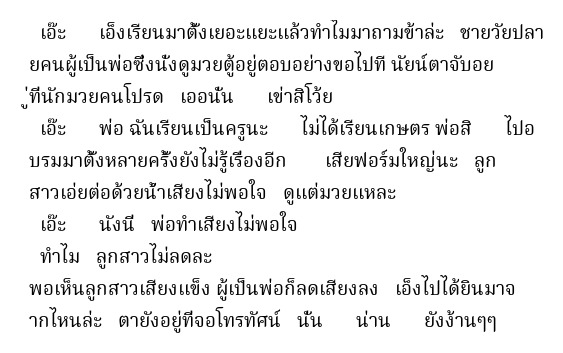 เอ๊ะ เอ็งเรียนมาตั้งเยอะแยะแล้วทำไมมาถามข้าล่ะ ชายวัยปลา
ยคนผู้เป็นพ่อซึ่งนั่งดูมวยตู้อยู่ตอบอย่างขอไปที นัยน์ตาจับอย
ู่ที่นักมวยคนโปรด เออนั่น เข่าสิโว้ย
เอ๊ะ พ่อ ฉันเรียนเป็นครูนะ ไม่ได้เรียนเกษตร พ่อสิ ไปอ
บรมมาตั้งหลายครั้งยังไม่รู้เรื่องอีก เสียฟอร์มใหญ่นะ ลูก
สาวเอ่ยต่อด้วยน้ำเสียงไม่พอใจ ดูแต่มวยแหละ
เอ๊ะ นังนี่ พ่อทำเสียงไม่พอใจ
ทำไม ลูกสาวไม่ลดละ
พอเห็นลูกสาวเสียงแข็ง ผู้เป็นพ่อก็ลดเสียงลง เอ็งไปได้ยินมาจ
ากไหนล่ะ ตายังอยู่ที่จอโทรทัศน์ นั่น น่าน ยังง้านๆๆ